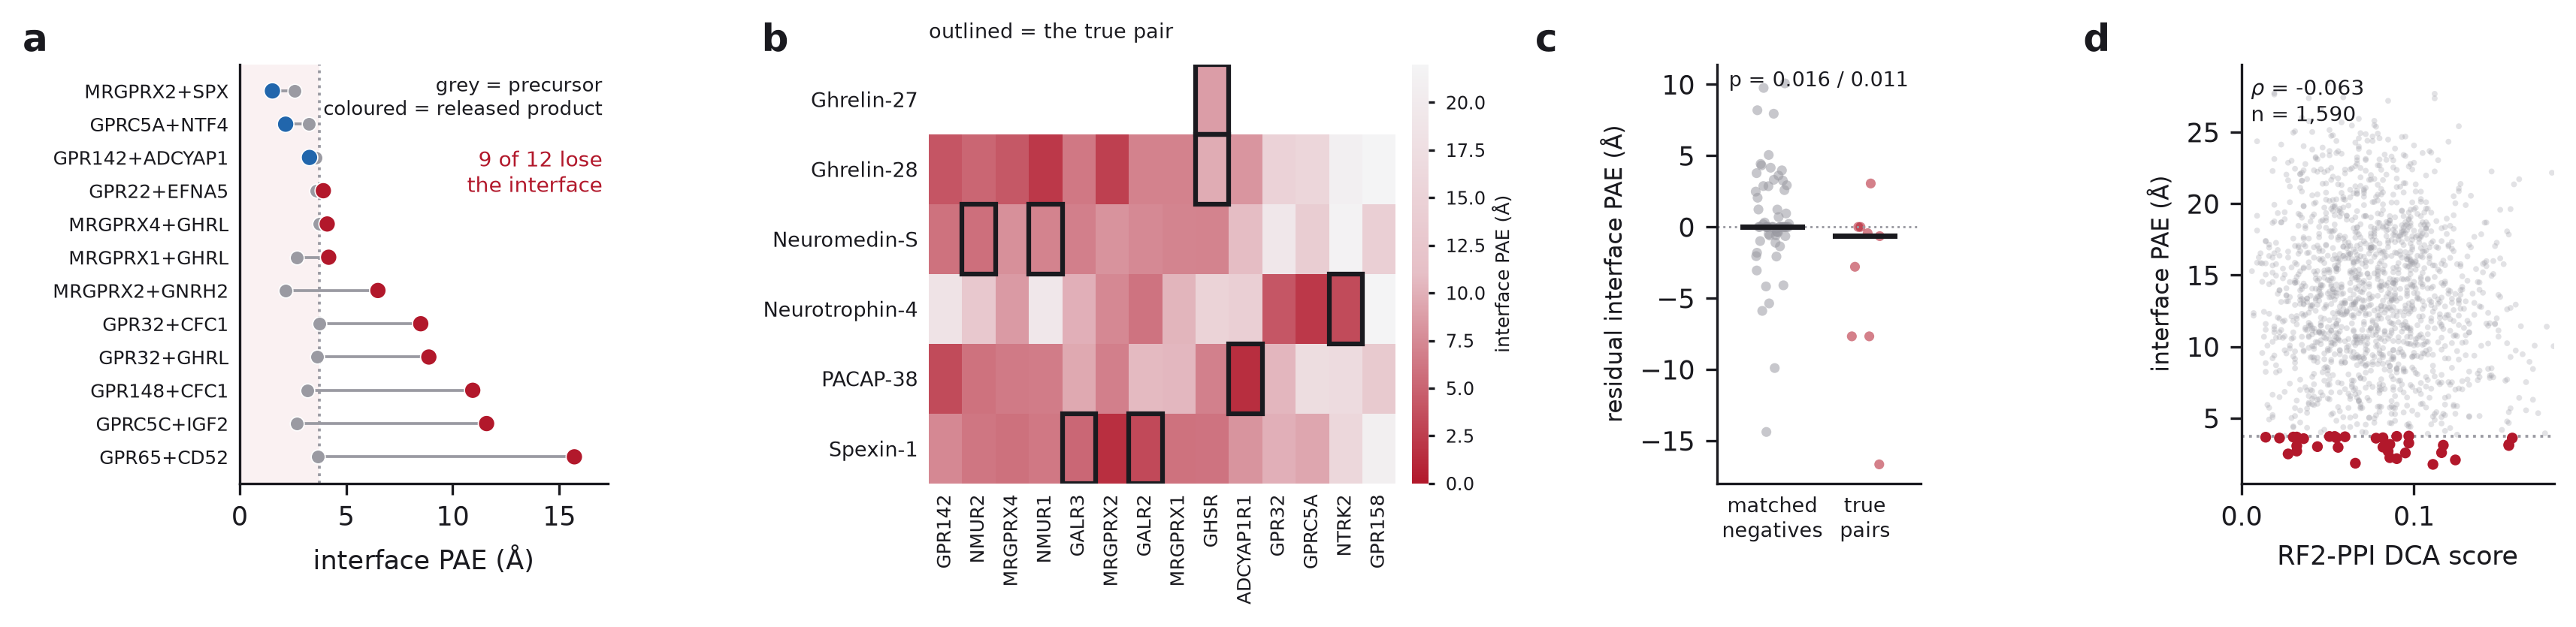 a
MRGPRX2+SPX
GPRC5A+NTF4
GPR142+ADCYAP1
GPR22+EFNA5
MRGPRX4+GHRL
MRGPRX1+GHRL
MRGPRX2+GNRH2
GPR32+CFC1
GPR32+GHRL
GPR148+CFC1
GPRC5C+IGF2
GPR65+CD52
grey = precursor
coloured = released product
9 of 12 lose
the interface
0 5 10 15
interface PAE (Å)
b
outlined = the true pair
Ghrelin-27
Ghrelin-28
Neuromedin-S
Neurotrophin-4
PACAP-38
Spexin-1
GPR142
NMUR2
MRGPRX4
NMUR1
GALR3
MRGPRX2
GALR2
MRGPRX1
GHSR
ADCYAP1R1
GPR32
GPRC5A
NTRK2
GPR158
20.0
17.5
15.0
12.5
10.0
7.5
5.0
2.5
0.0
interface PAE (Å)
c
p = 0.016 / 0.011
10
5
0
−5
−10
−15
residual interface PAE (Å)
matched
negatives
true
pairs
d
ρ = -0.063
n = 1,590
25
20
15
10
5
interface PAE (Å)
0.0 0.1
RF2-PPI DCA score